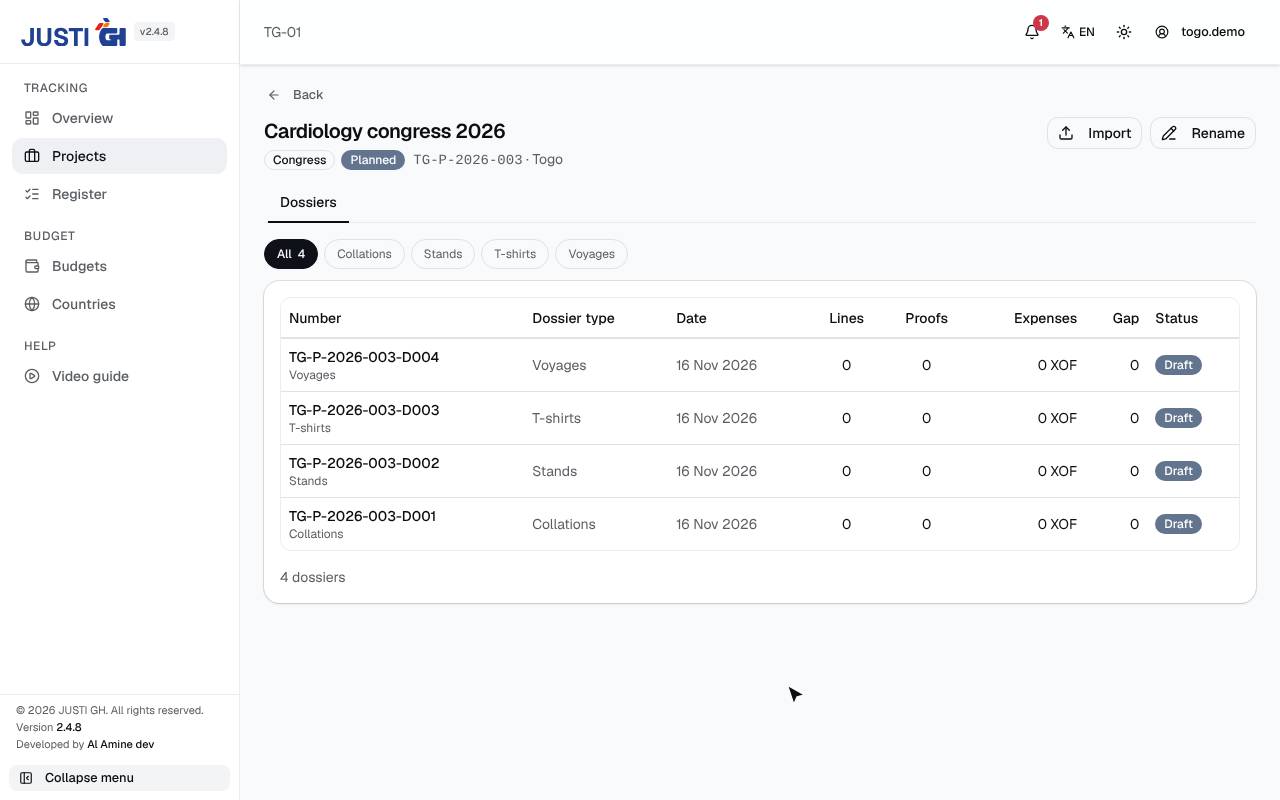 JUSTI GH v2.4.8
TG-01
1
EN
togo.demo
TRACKING
Overview
Projects
Register
BUDGET
Budgets
Countries
HELP
Video guide
© 2026 JUSTI GH. All rights reserved.
Version 2.4.8
Developed by Al Amine dev
Collapse menu
Back
Cardiology congress 2026
Import
Rename
Congress Planned TG-P-2026-003 · Togo
Dossiers
All 4 Collations Stands T-shirts Voyages
Number Dossier type Date Lines Proofs Expenses Gap Status
TG-P-2026-003-D004
Voyages
Voyages 16 Nov 2026 0 0 0 XOF 0 Draft
TG-P-2026-003-D003
T-shirts
T-shirts 16 Nov 2026 0 0 0 XOF 0 Draft
TG-P-2026-003-D002
Stands
Stands 16 Nov 2026 0 0 0 XOF 0 Draft
TG-P-2026-003-D001
Collations
Collations 16 Nov 2026 0 0 0 XOF 0 Draft
4 dossiers